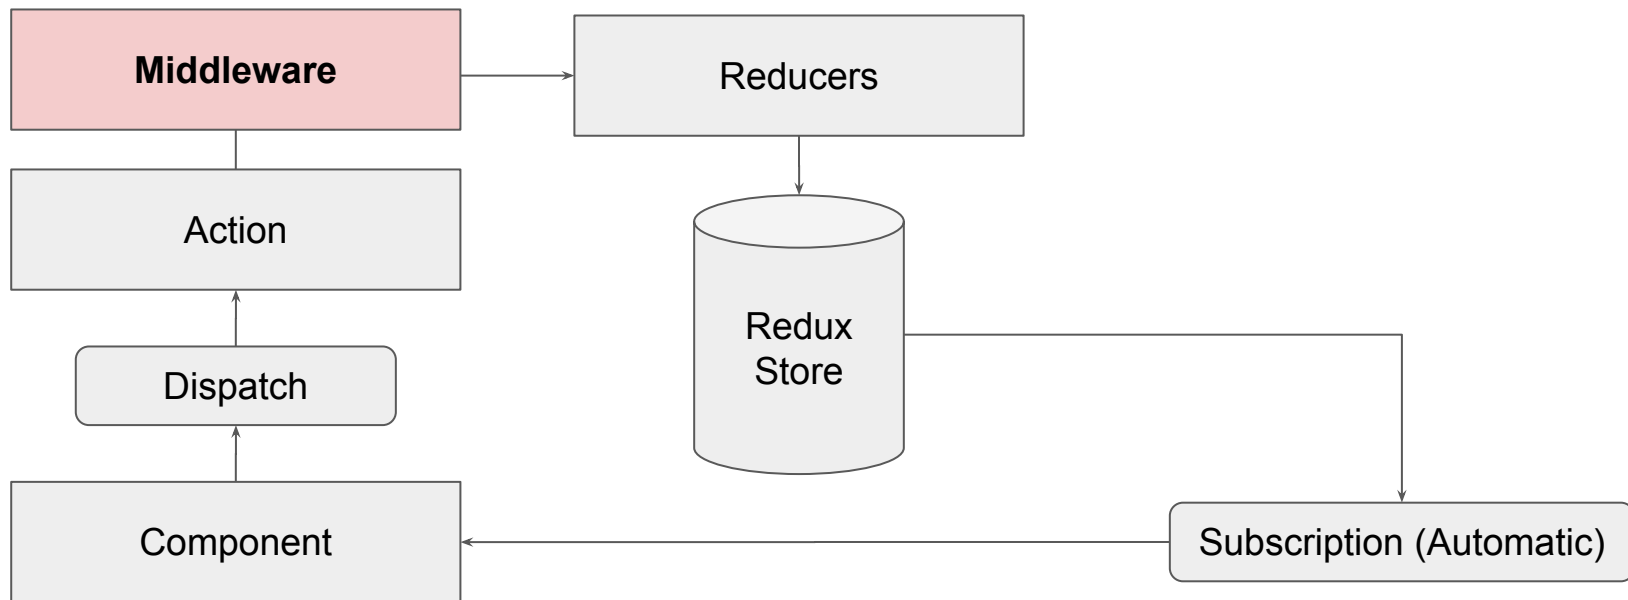 Middleware
Reducers
Action
Redux
Store
Dispatch
Component
Subscription (Automatic)